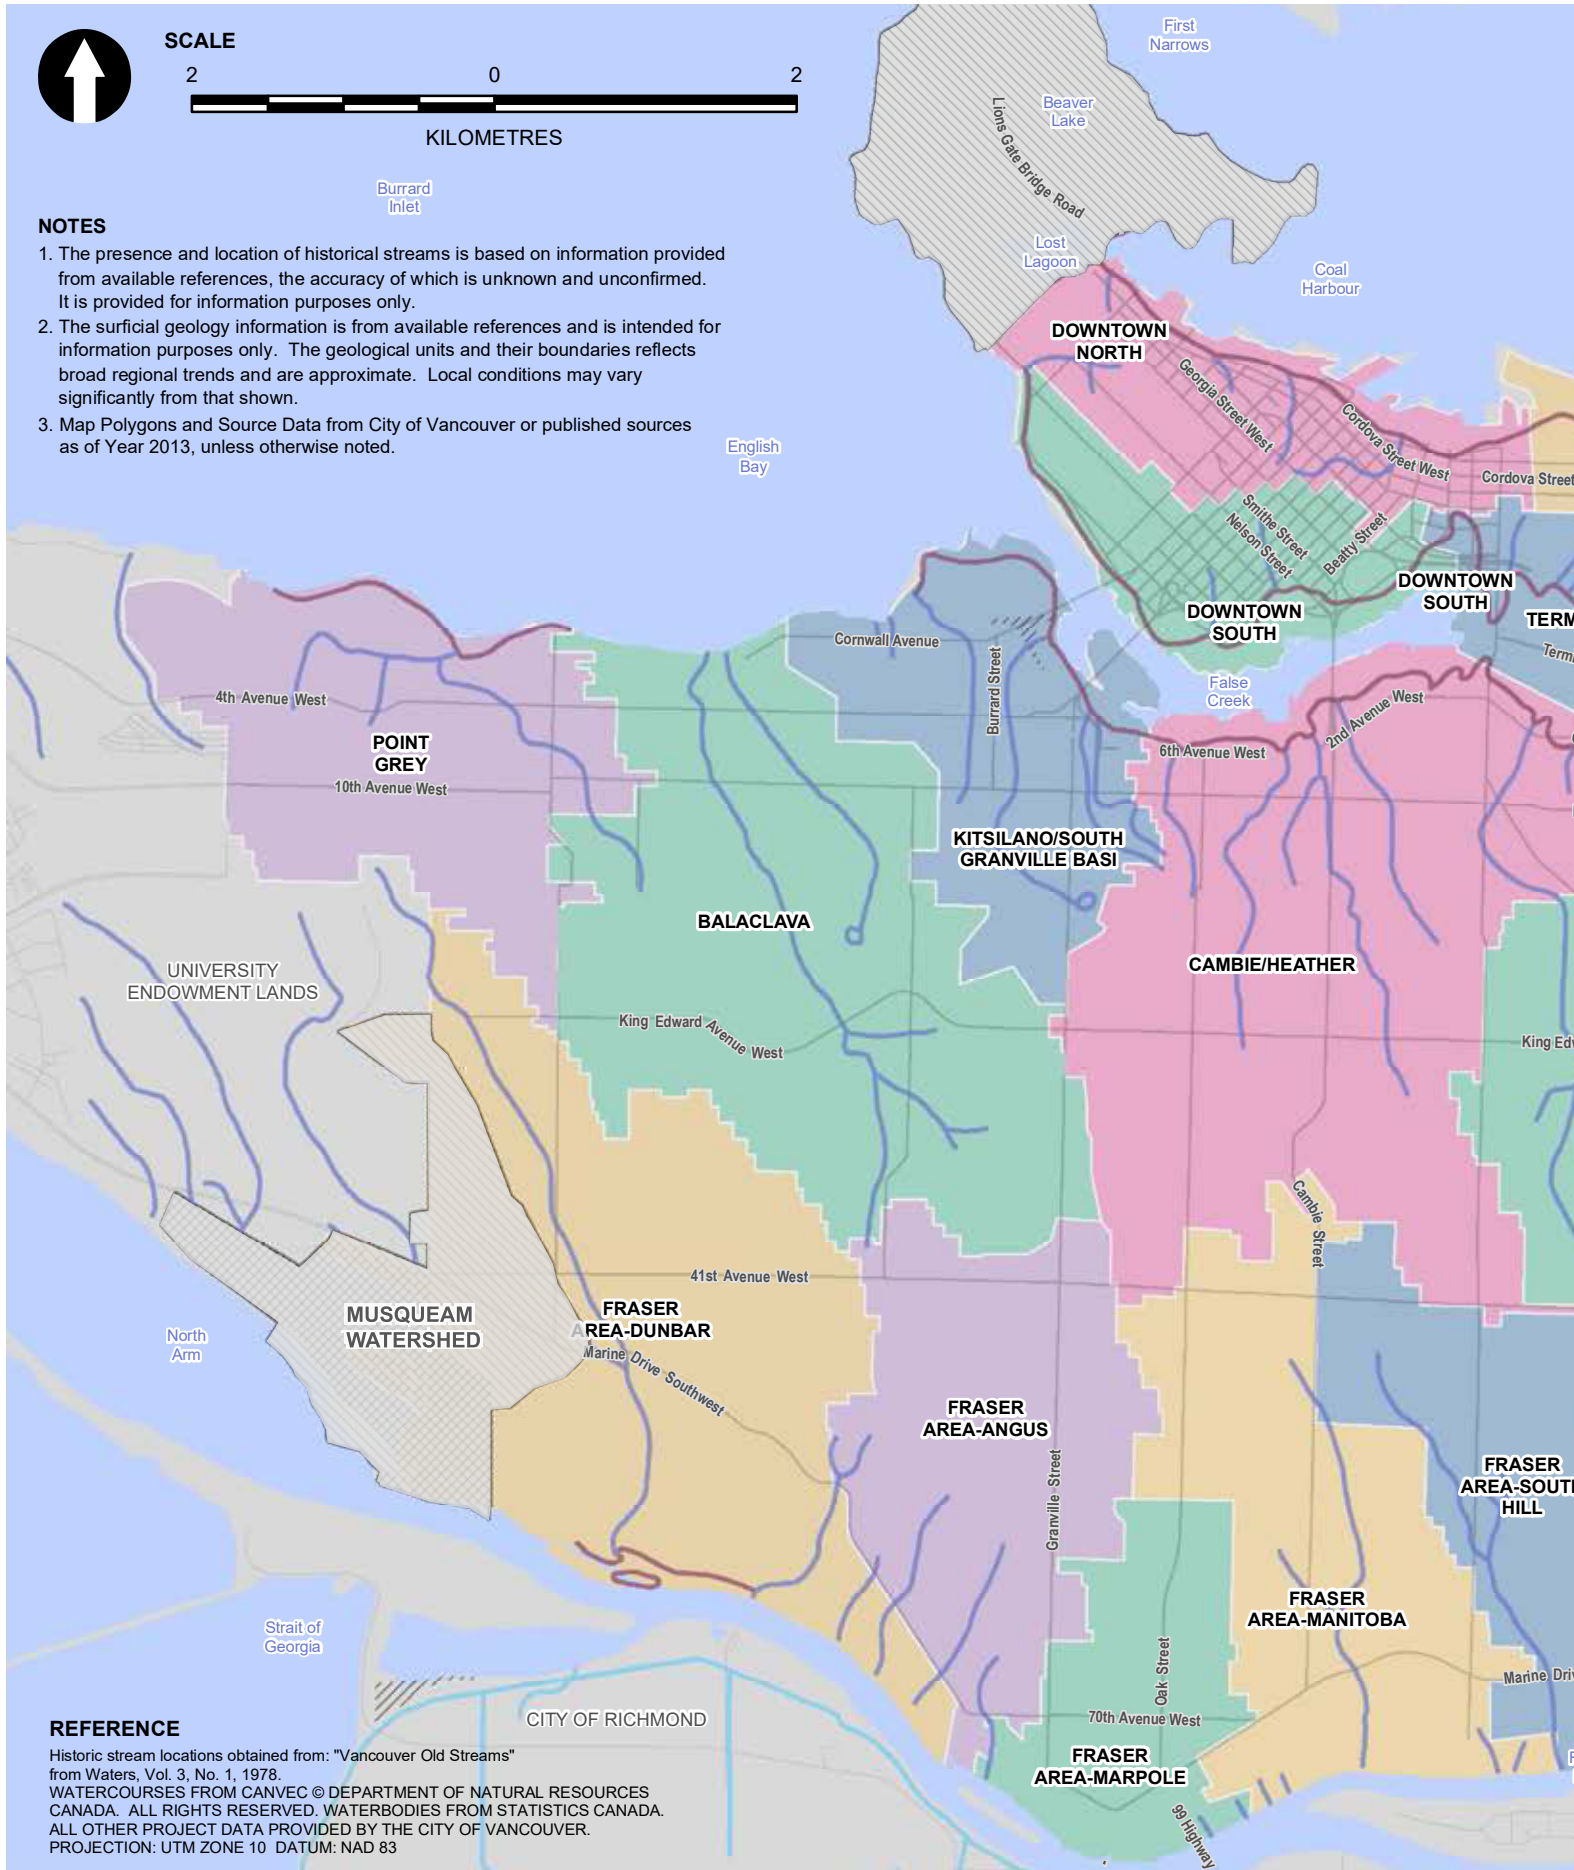 SCALE
2 0 2
KILOMETRES
First
Narrows
Beaver
Lake
Lions Gate Bridge Road
Burrard
Inlet
NOTES
1. The presence and location of historical streams is based on information provided
from available references, the accuracy of which is unknown and unconfirmed.
It is provided for information purposes only.
2. The surficial geology information is from available references and is intended for
information purposes only. The geological units and their boundaries reflects
broad regional trends and are approximate. Local conditions may vary
significantly from that shown.
3. Map Polygons and Source Data from City of Vancouver or published sources
as of Year 2013, unless otherwise noted.
Lost
Lagoon
Coal
Harbour
DOWNTOWN
NORTH
Georgia Street West
Cordova Street West
Cordova Street
English
Bay
Smithe Street
Nelson Street
Beatty Street
DOWNTOWN
SOUTH
DOWNTOWN
SOUTH
TERM
Termi
Cornwall Avenue
Burrard Street
False
Creek
4th Avenue West
2nd Avenue West
6th Avenue West
POINT
GREY
10th Avenue West
KITSILANO/SOUTH
GRANVILLE BASI
BALACLAVA
CAMBIE/HEATHER
UNIVERSITY
ENDOWMENT LANDS
King Edward Avenue West
King Edw
Cambie Street
41st Avenue West
MUSQUEAM
WATERSHED
FRASER
AREA-DUNBAR
Marine Drive Southwest
North
Arm
FRASER
AREA-ANGUS
Granville Street
FRASER
AREA-SOUTH
HILL
FRASER
AREA-MANITOBA
Strait of
Georgia
Oak Street
Marine Driv
CITY OF RICHMOND
70th Avenue West
FRASER
AREA-MARPOLE
99 Highway
F
REFERENCE
Historic stream locations obtained from: "Vancouver Old Streams"
from Waters, Vol. 3, No. 1, 1978.
WATERCOURSES FROM CANVEC © DEPARTMENT OF NATURAL RESOURCES
CANADA. ALL RIGHTS RESERVED. WATERBODIES FROM STATISTICS CANADA.
ALL OTHER PROJECT DATA PROVIDED BY THE CITY OF VANCOUVER.
PROJECTION: UTM ZONE 10 DATUM: NAD 83